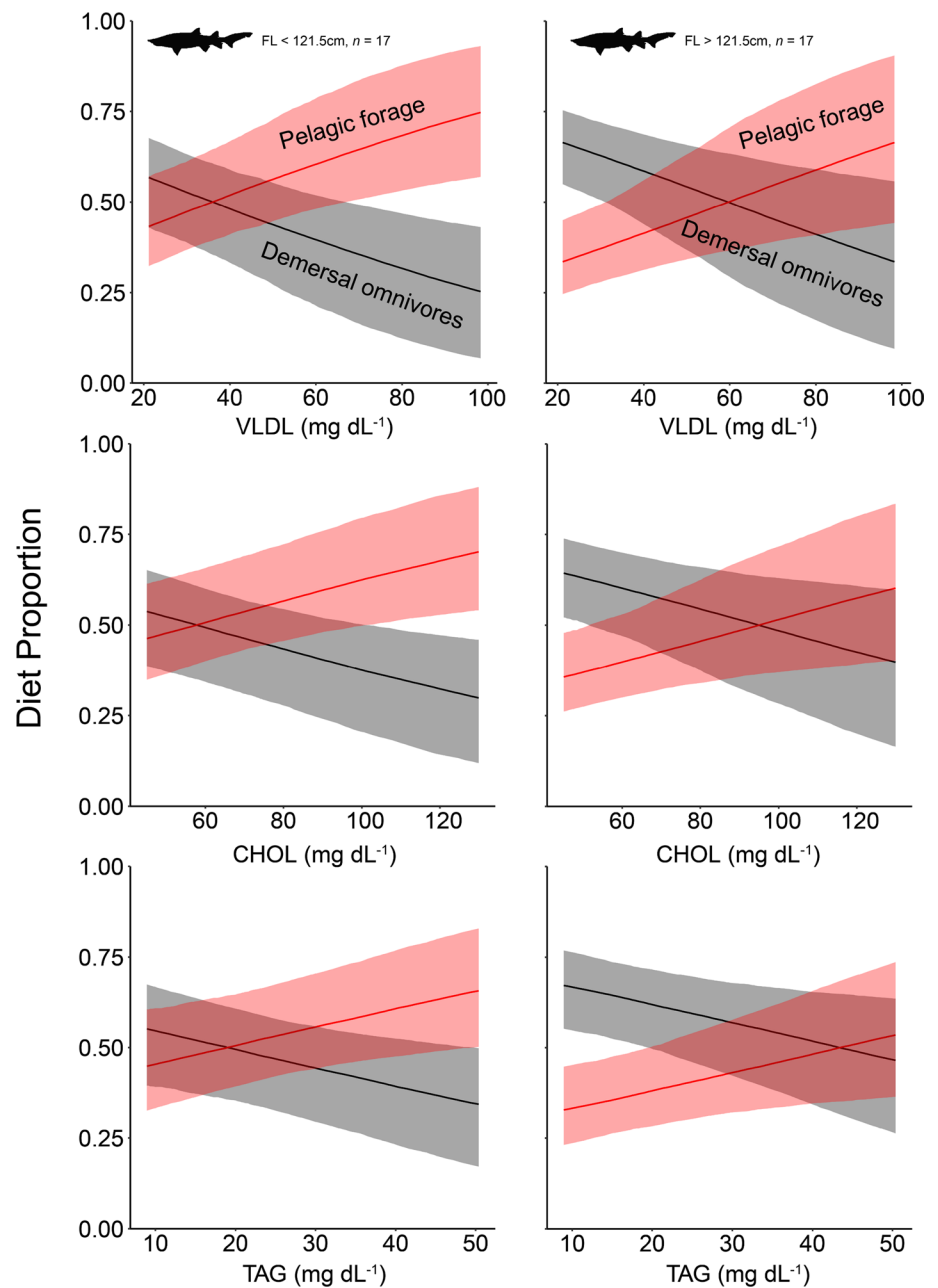 FL < 121.5cm, n = 17
FL > 121.5cm, n = 17
1.00
0.75
0.50
0.25
0.00
Pelagic forage
Demersal omnivores
20 40 60 80 100
VLDL (mg dL⁻¹)
Pelagic forage
Demersal omnivores
20 40 60 80 100
VLDL (mg dL⁻¹)
Diet Proportion
1.00
0.75
0.50
0.25
0.00
60 80 100 120
CHOL (mg dL⁻¹)
60 80 100 120
CHOL (mg dL⁻¹)
1.00
0.75
0.50
0.25
0.00
10 20 30 40 50
TAG (mg dL⁻¹)
10 20 30 40 50
TAG (mg dL⁻¹)